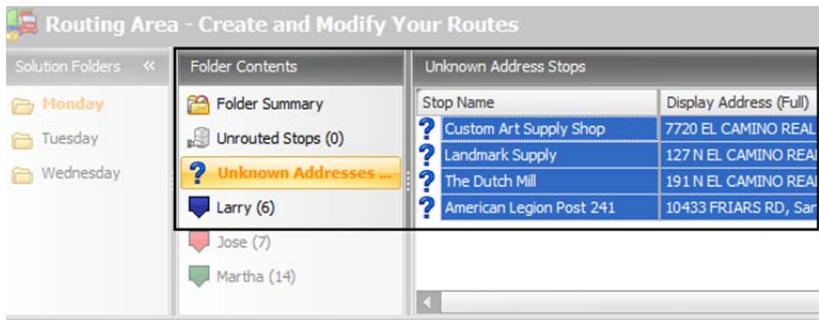 Routing Area - Create and Modify Your Routes
Solution Folders «
Monday
Tuesday
Wednesday
Folder Contents
Folder Summary
Unrouted Stops (0)
? Unknown Addresses ...
Larry (6)
Jose (7)
Martha (14)
Unknown Address Stops
Stop Name Display Address (Full)
? Custom Art Supply Shop 7720 EL CAMINO REAL
? Landmark Supply 127 N EL CAMINO REA
? The Dutch Mill 191 N EL CAMINO REA
? American Legion Post 241 10433 FRIARS RD, San